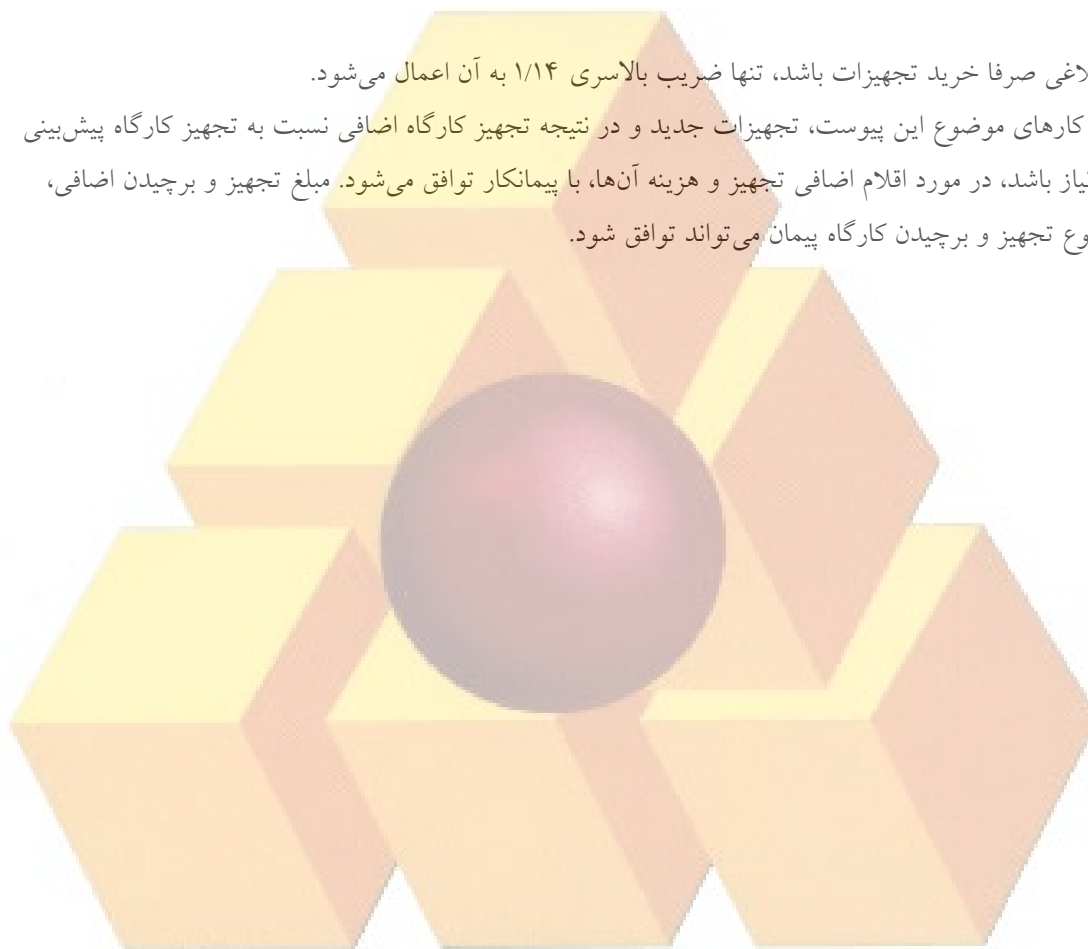 لاغی صرفا خرید تجهیزات باشد، تنها ضریب بالاسری ۱/۱۴ به آن اعمال می‌شود.
کارهای موضوع این پیوست، تجهیزات جدید و در نتیجه تجهیز کارگاه اضافی نسبت به تجهیز کارگاه پیش‌بینی
نیاز باشد، در مورد اقلام اضافی تجهیز و هزینه آن‌ها، با پیمانکار توافق می‌شود. مبلغ تجهیز و برچیدن اضافی،
وع تجهیز و برچیدن کارگاه پیمان می‌تواند توافق شود.